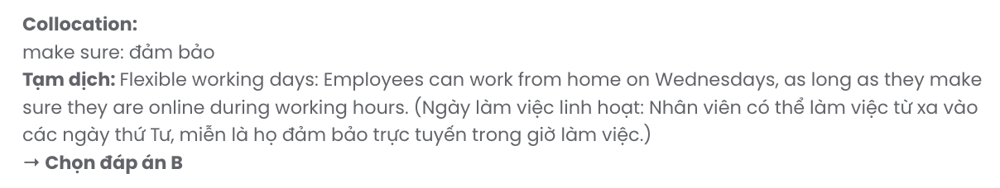 Collocation:
make sure: đảm bảo
Tạm dịch: Flexible working days: Employees can work from home on Wednesdays, as long as they make
sure they are online during working hours. (Ngày làm việc linh hoạt: Nhân viên có thể làm việc từ xa vào
các ngày thứ Tư, miễn là họ đảm bảo trực tuyến trong giờ làm việc.)
→ Chọn đáp án B